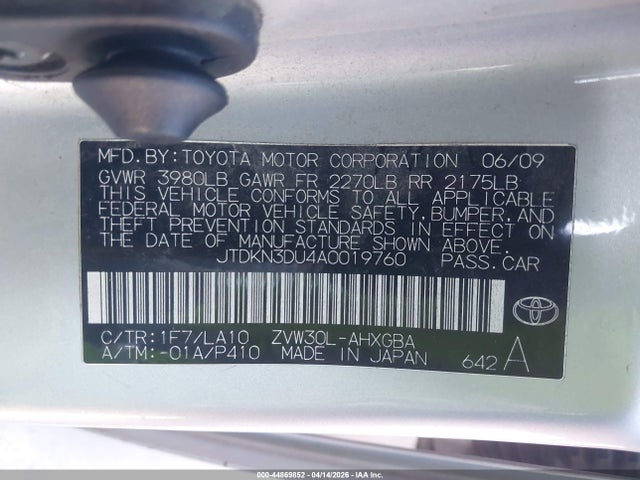 MFD.BY:TOYOTA MOTOR CORPORATION 06/09
GVWR 3980LB GAWR FR 2270LB RR 2175LB
THIS VEHICLE CONFORMS TO ALL APPLICABLE
FEDERAL MOTOR VEHICLE SAFETY,BUMPER,AND
THEFT PREVENTION STANDARDS IN EFFECT ON
THE DATE OF MANUFACTURE SHOWN ABOVE.
JTDKN3DU4A0019760 PASS.CAR
C/TR:1F7/LA10 ZVW30L-AHXGBA
A/TM:-01A/P410 MADE IN JAPAN 642 A
000-44869852 - 04/14/2026 - IAA Inc.